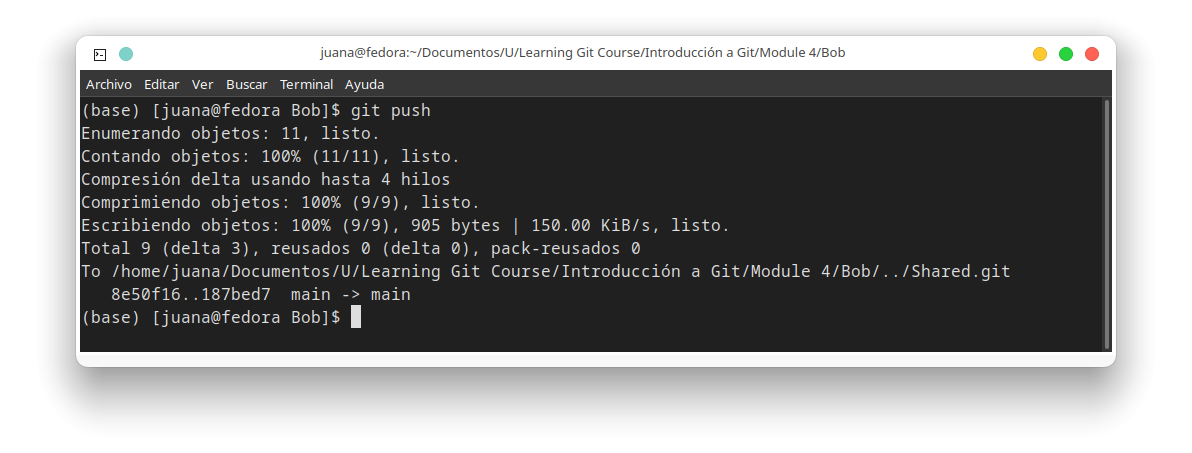 juana@fedora:~/Documentos/U/Learning Git Course/Introducción a Git/Module 4/Bob
Archivo Editar Ver Buscar Terminal Ayuda
(base) [juana@fedora Bob]$ git push
Enumerando objetos: 11, listo.
Contando objetos: 100% (11/11), listo.
Compresión delta usando hasta 4 hilos
Comprimiendo objetos: 100% (9/9), listo.
Escribiendo objetos: 100% (9/9), 905 bytes | 150.00 KiB/s, listo.
Total 9 (delta 3), reusados 0 (delta 0), pack-reusados 0
To /home/juana/Documentos/U/Learning Git Course/Introducción a Git/Module 4/Bob/../Shared.git
   8e50f16..187bed7  main -> main
(base) [juana@fedora Bob]$